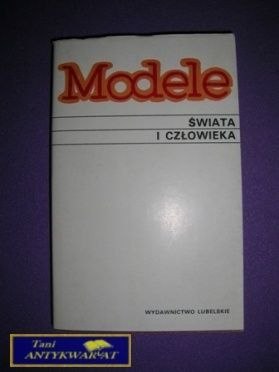 Modele
ŚWIATA
I CZŁOWIEKA
WYDAWNICTWO LUBELSKIE
Tani
ANTYKWARIAT